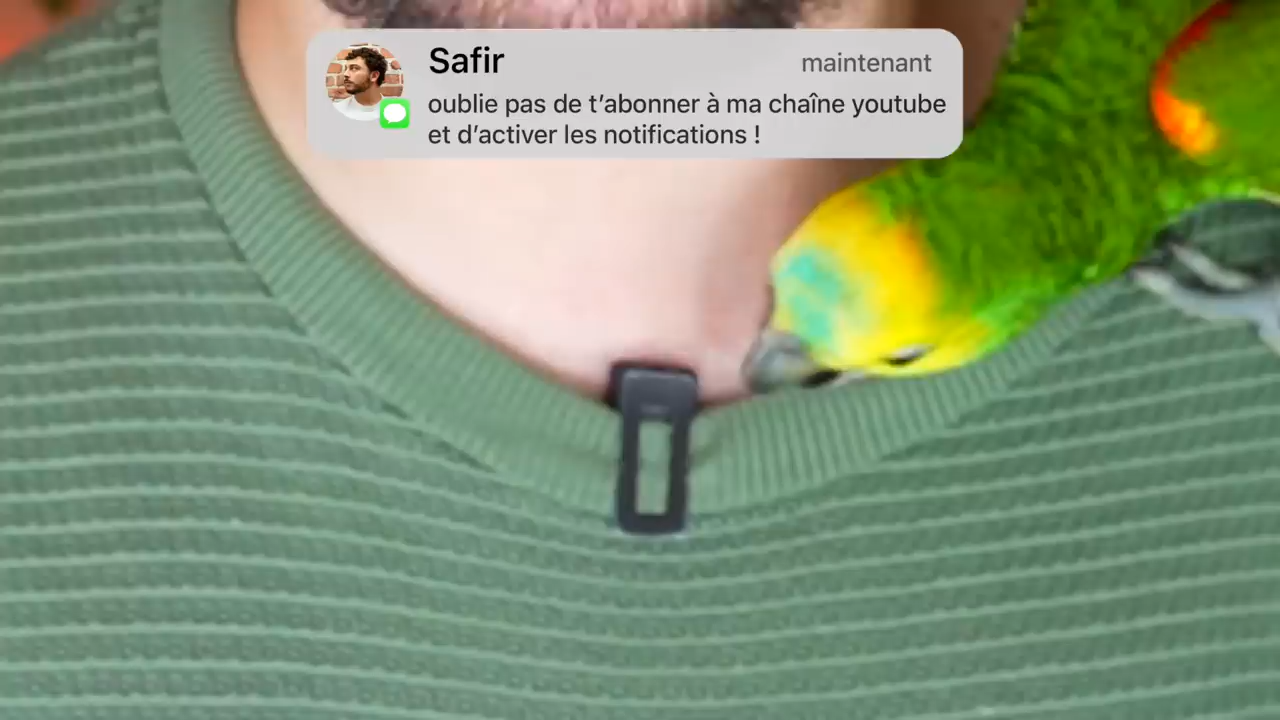 Safir
maintenant
oublie pas de t’abonner à ma chaîne youtube
et d’activer les notifications !